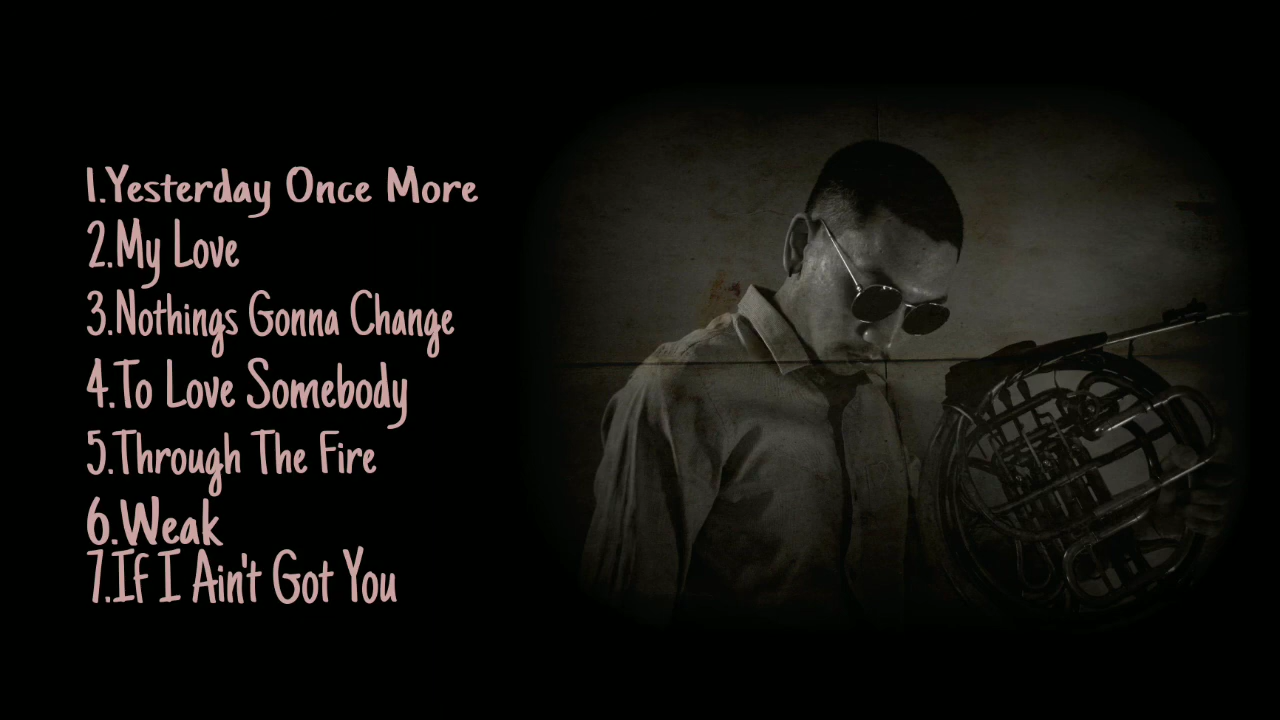 1.Yesterday Once More
2.My Love
3.Nothings Gonna Change
4.To Love Somebody
5.Through The Fire
6.Weak
7.If I Ain't Got You